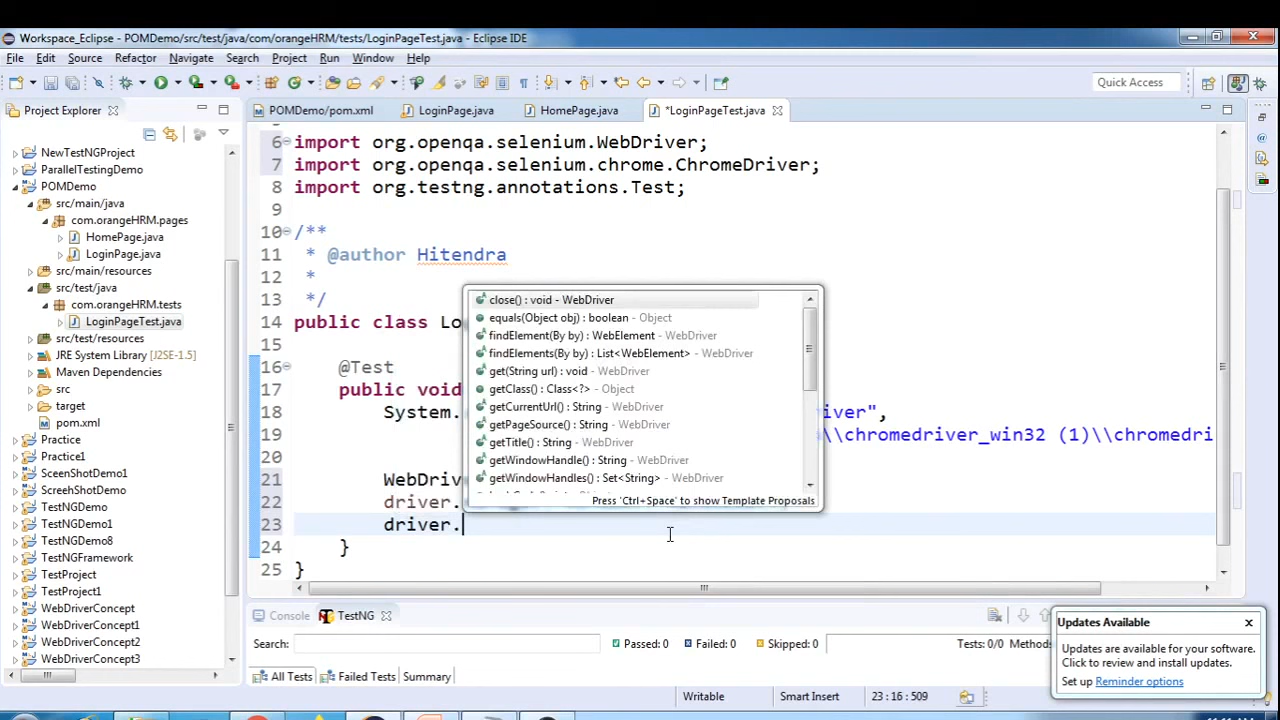 Workspace_Eclipse - POMDemo/src/test/java/com/orangeHRM/tests/LoginPageTest.java - Eclipse IDE
File Edit Source Refactor Navigate Search Project Run Window Help
Quick Access
Project Explorer
POMDemo/pom.xml LoginPage.java HomePage.java *LoginPageTest.java
NewTestNGProject
ParallelTestingDemo
POMDemo
src/main/java
com.orangeHRM.pages
HomePage.java
LoginPage.java
src/main/resources
src/test/java
com.orangeHRM.tests
LoginPageTest.java
src/test/resources
JRE System Library [J2SE-1.5]
Maven Dependencies
src
target
pom.xml
Practice
Practice1
SceenShotDemo1
ScreehShotDemo
TestNGDemo
TestNGDemo1
TestNGDemo8
TestNGFramework
TestProject
TestProject1
WebDriverConcept
WebDriverConcept1
WebDriverConcept2
WebDriverConcept3
6 import org.openqa.selenium.WebDriver;
7 import org.openqa.selenium.chrome.ChromeDriver;
8 import org.testng.annotations.Test;
9
10 /**
11 * @author Hitendra
12 *
13 */
14 public class Lo
15
16 @Test
17 public void
18 System. iver",
19 \\chromedriver_win32 (1)\\chromedri
20
21 WebDriv
22 driver.
23 driver.
24 }
25 }
close() : void - WebDriver
equals(Object obj) : boolean - Object
findElement(By by) : WebElement - WebDriver
findElements(By by) : List<WebElement> - WebDriver
get(String url) : void - WebDriver
getClass() : Class<?> - Object
getCurrentUrl() : String - WebDriver
getPageSource() : String - WebDriver
getTitle() : String - WebDriver
getWindowHandle() : String - WebDriver
getWindowHandles() : Set<String> - WebDriver
Press 'Ctrl+Space' to show Template Proposals
Console TestNG
Search: Passed: 0 Failed: 0 Skipped: 0 Tests: 0/0 Methods
All Tests Failed Tests Summary
Updates Available
Updates are available for your software.
Click to review and install updates.
Set up Reminder options
Writable Smart Insert 23 : 16 : 509